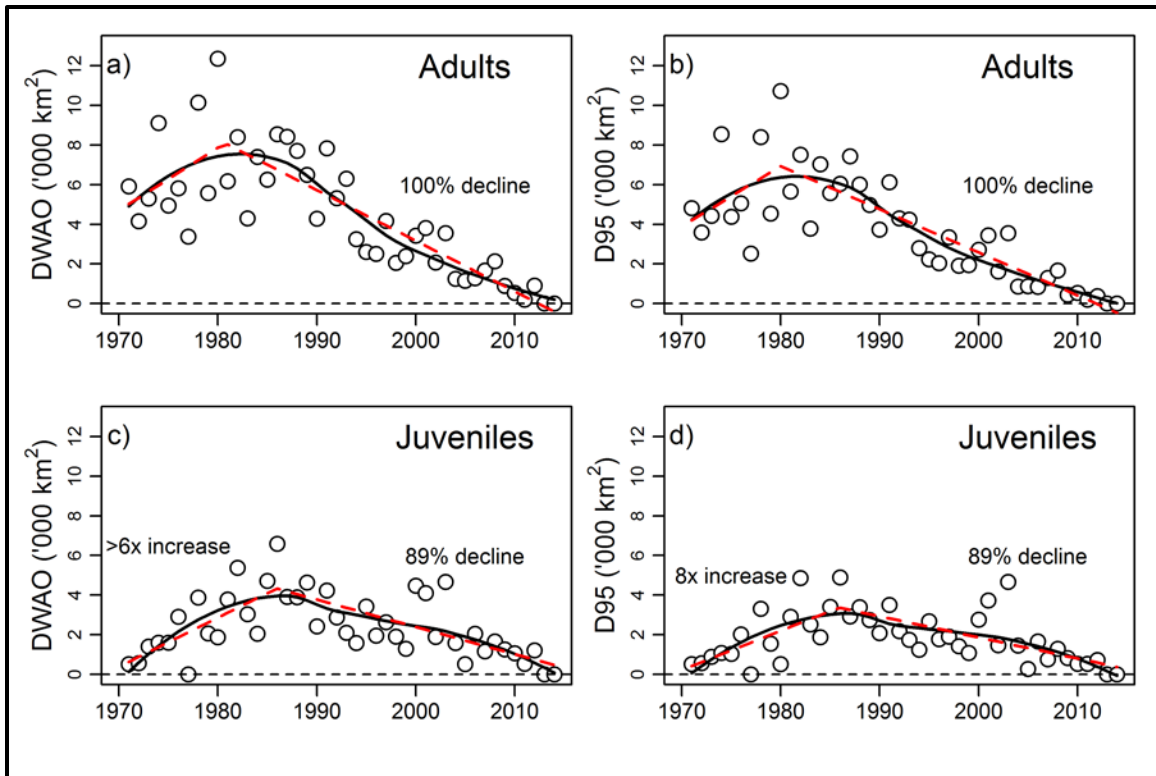 a)
Adults
100% decline
DWAO ('000 km²)
12
10
8
6
4
2
0
1970 1980 1990 2000 2010
b)
Adults
100% decline
D95 ('000 km²)
12
10
8
6
4
2
0
1970 1980 1990 2000 2010
c)
Juveniles
>6x increase
89% decline
DWAO ('000 km²)
12
10
8
6
4
2
0
1970 1980 1990 2000 2010
d)
Juveniles
8x increase
89% decline
D95 ('000 km²)
12
10
8
6
4
2
0
1970 1980 1990 2000 2010